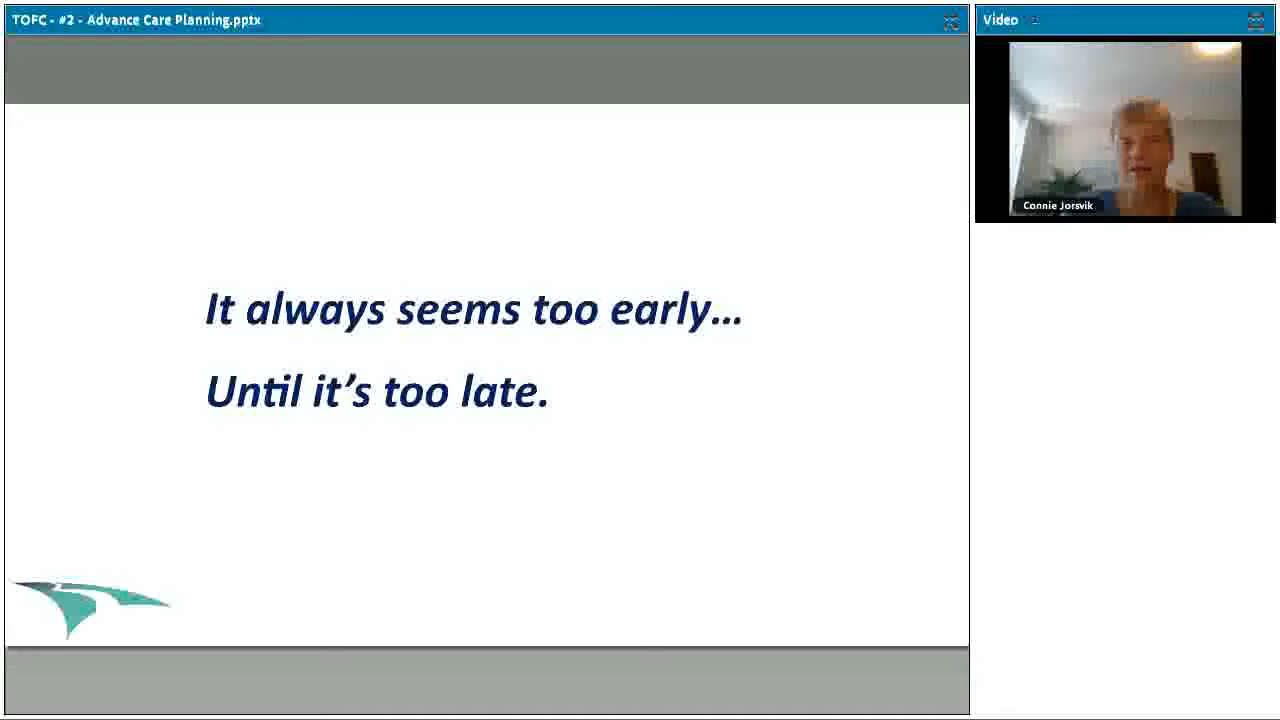 TOFC - #2 - Advance Care Planning.pptx
Video
Connie Jorsvik
It always seems too early…
Until it’s too late.